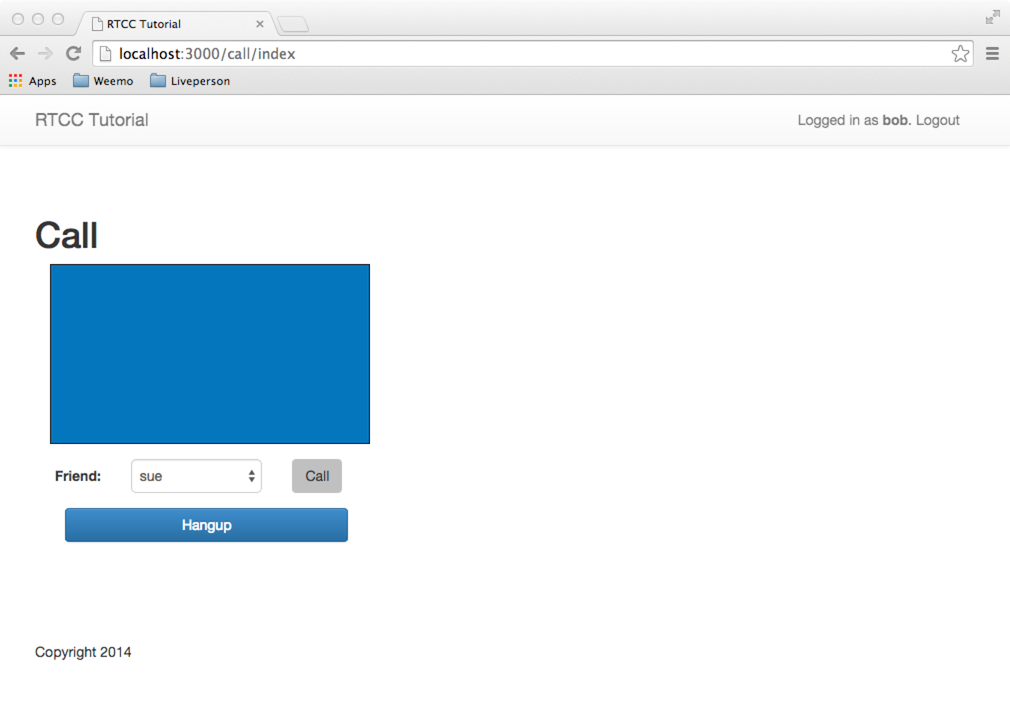 RTCC Tutorial
localhost:3000/call/index
Apps Weemo Liveperson
RTCC Tutorial Logged in as bob. Logout
Call
Friend: sue Call
Hangup
Copyright 2014